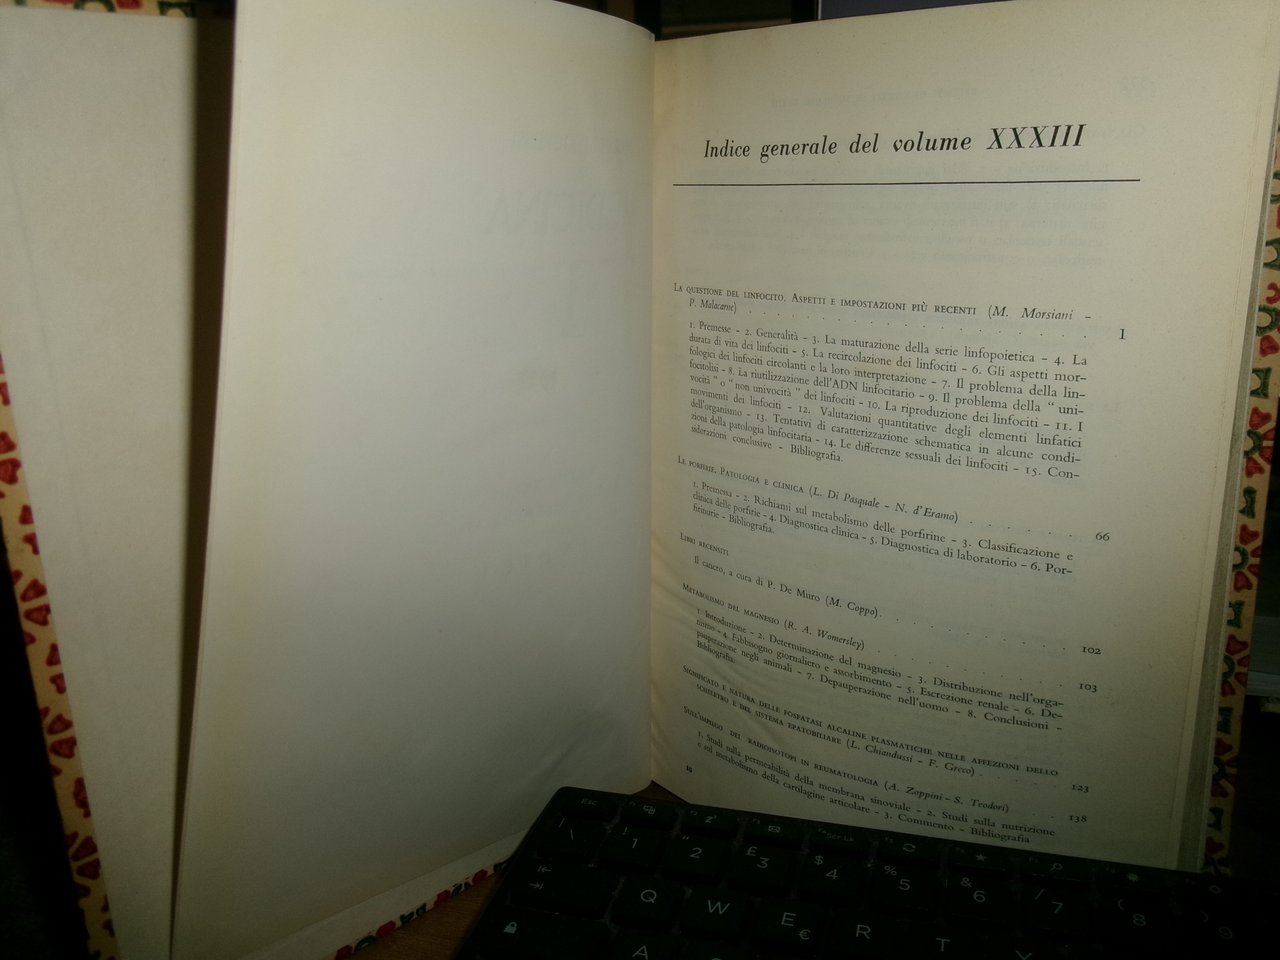 Indice generale del volume XXXIII
La questione del linfocito. Aspetti e impostazioni più recenti (M. Morsiani -
P. Malacarne) . . . . . . . . . . . . 1
1. Premesse - 2. Generalità - 3. La maturazione della serie linfopoietica - 4. La
durata di vita dei linfociti - 5. La recircolazione dei linfociti - 6. Gli aspetti mor-
fologici dei linfociti circolanti e la loro interpretazione - 7. Il problema della lin-
focitolisi - 8. La riutilizzazione dell'ADN linfocitario - 9. Il problema della " uni-
vocità " o " non univocità " dei linfociti - 10. La riproduzione dei linfociti - 11. I
movimenti dei linfociti - 12. Valutazioni quantitative degli elementi linfatici
dell'organismo - 13. Tentativi di caratterizzazione schematica in alcune condi-
zioni della patologia linfocitaria - 14. Le differenze sessuali dei linfociti - 15. Con-
siderazioni conclusive - Bibliografia.
Le porfirie. Patologia e clinica (L. Di Pasquale - N. d'Eramo) . . . . . . 66
1. Premessa - 2. Richiami sul metabolismo delle porfirine - 3. Classificazione e
clinica delle porfirie - 4. Diagnostica clinica - 5. Diagnostica di laboratorio - 6. Por-
firinurie - Bibliografia.
Libri recensiti
Il cancro, a cura di P. De Muro (M. Coppo) . . . . . . . . . 102
Metabolismo del magnesio (R. A. Womersley) . . . . . . . . 103
1. Introduzione - 2. Determinazione del magnesio - 3. Distribuzione nell'orga-
nismo - 4. Fabbisogno giornaliero e assorbimento - 5. Escrezione renale - 6. De-
pauperazione negli animali - 7. Depauperazione nell'uomo - 8. Conclusioni -
Bibliografia.
Significato e natura delle fosfatasi alcaline plasmatiche nelle affezioni dello
scheletro e del sistema epatobiliare (L. Chiandussi - F. Greco) . . . . 123
Sull'impiego dei radioisotopi in reumatologia (A. Zoppini - S. Teodori) . . 138
1. Studi sulla permeabilità della membrana sinoviale - 2. Studi sulla nutrizione
e sul metabolismo della cartilagine articolare - 3. Commento - Bibliografia
10
Esc
1 2 £ 3 $ 4 % 5 & 6 / 7 ( 8
Q W E € R T